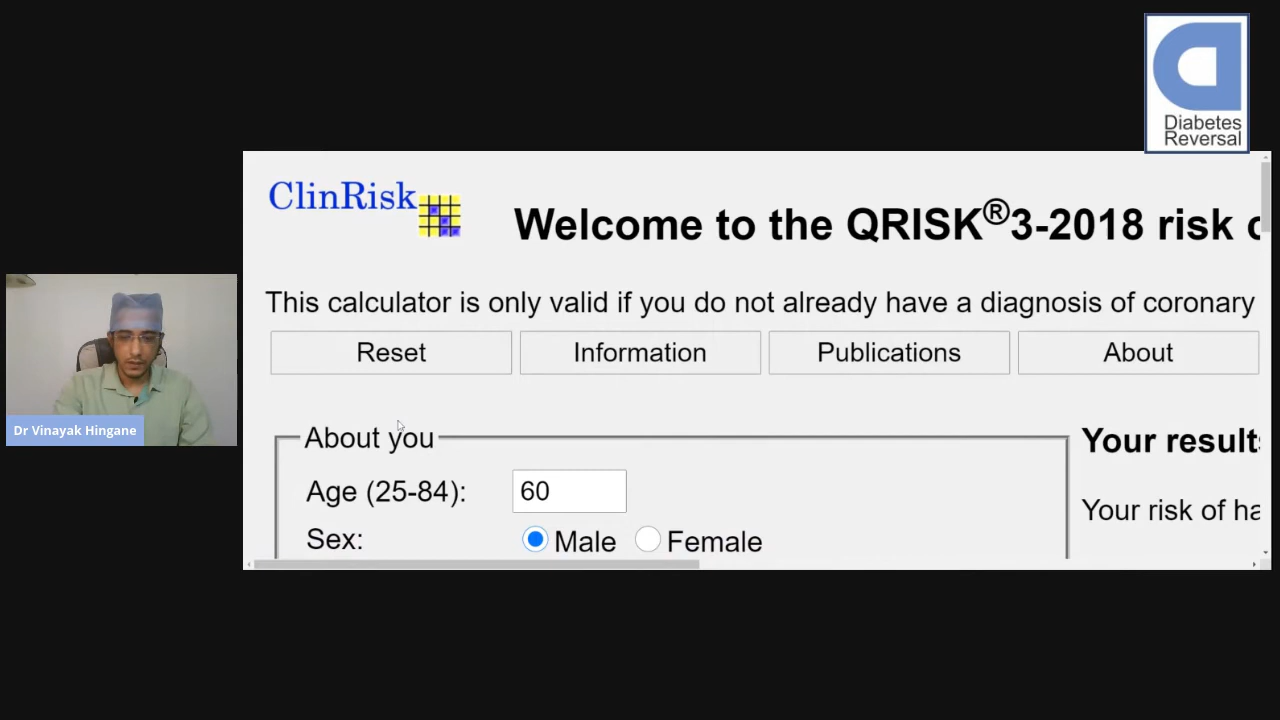 Diabetes
Reversal
ClinRisk
Welcome to the QRISK®3-2018 risk
This calculator is only valid if you do not already have a diagnosis of coronary
Reset Information Publications About
About you
Your results
Age (25-84): 60
Your risk of ha
Sex: Male Female
Dr Vinayak Hingane